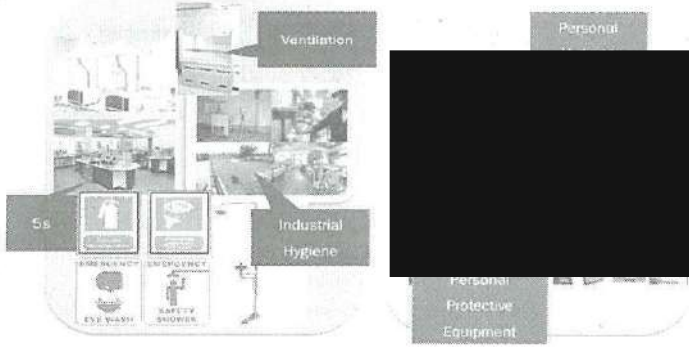 Ventilation
Personal
5s
Industrial
Hygiene
EMERGENCY
EMERGENCY
EYE WASH
SAFETY
SHOWER
Personal
Protective
Equipment